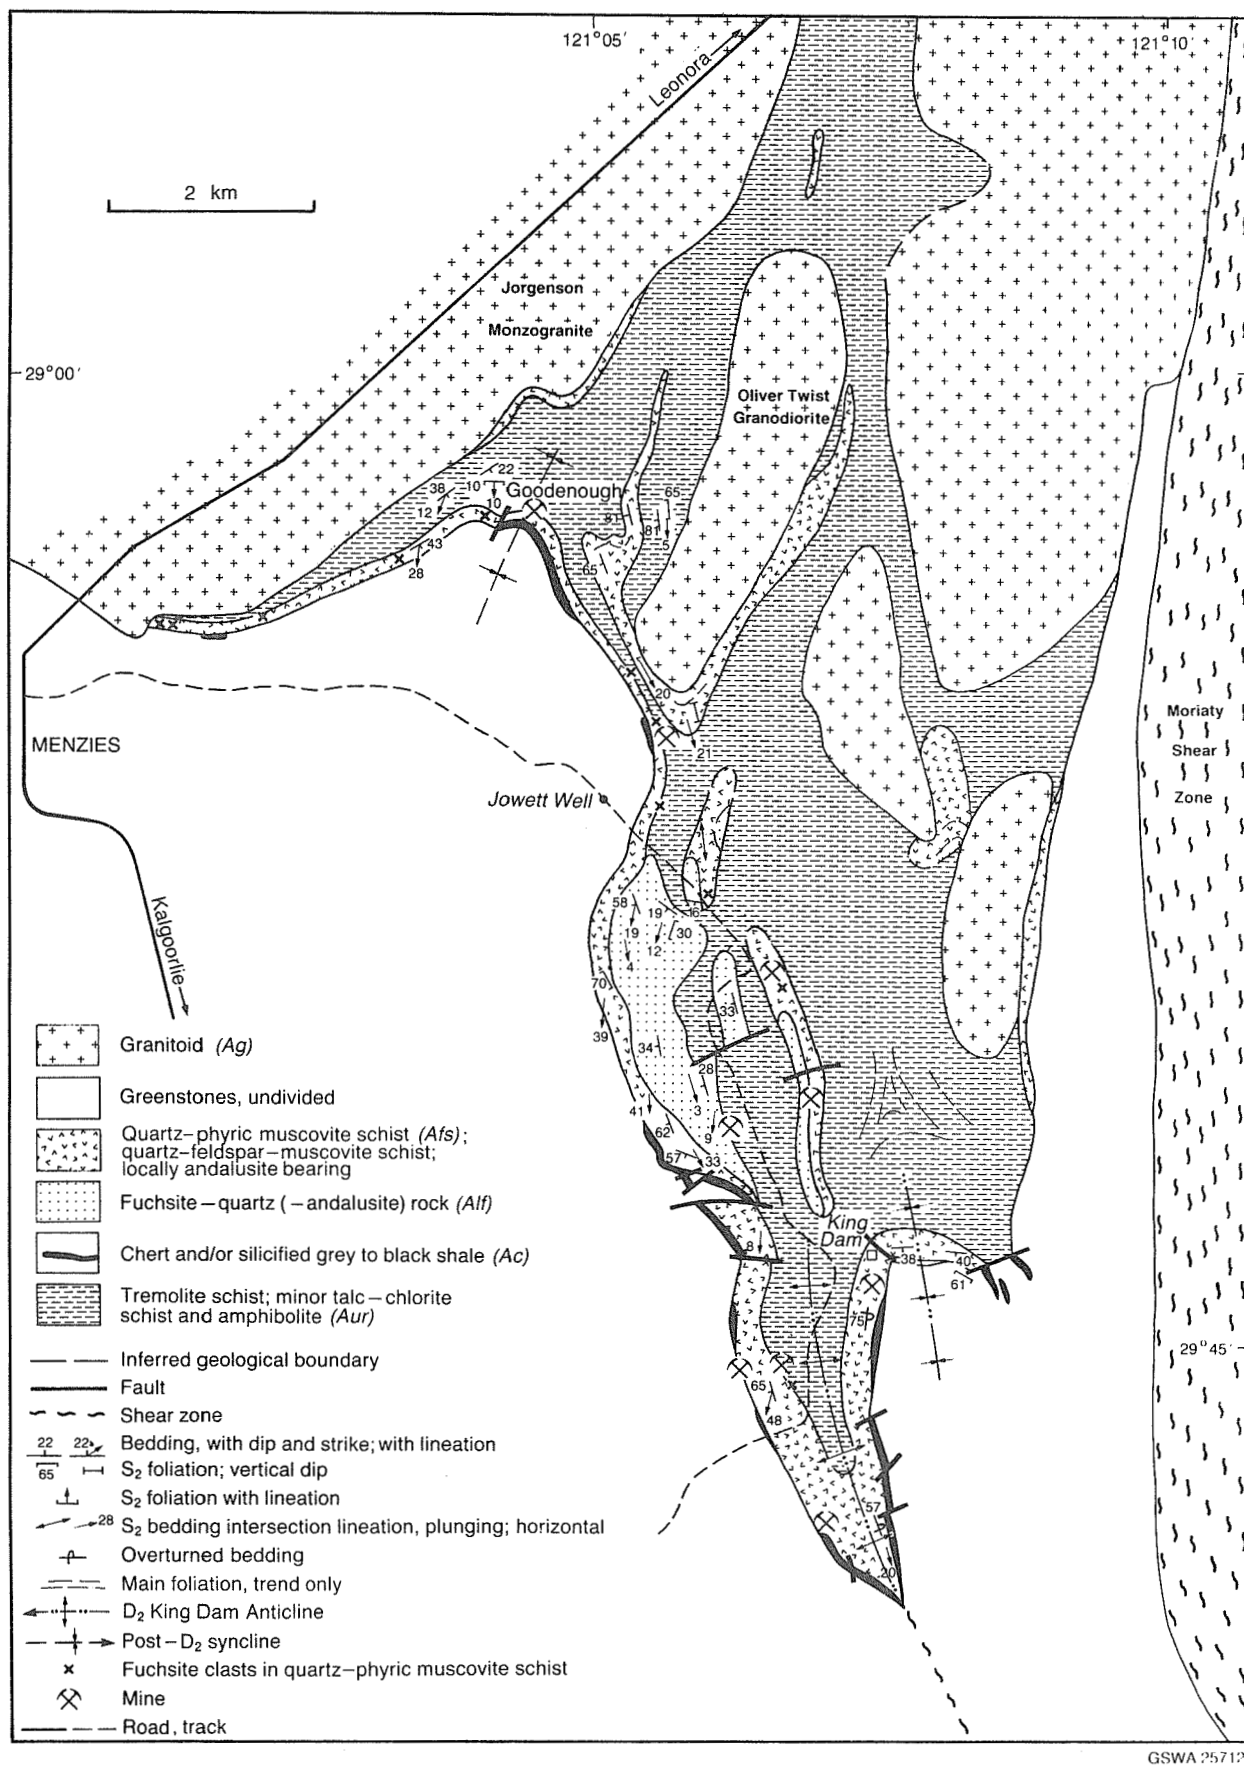 121°05′
121°10′
Leonora
2 km
Jorgenson
Monzogranite
29°00′
Oliver Twist
Granodiorite
22
38
10
10
Goodenough
12
65
81
81
43
5
28
65
20
Moriaty
Shear
Zone
MENZIES
21
Jowett Well
58
19
16
Kalgoorlie
19
30
12
4
70
33
39
34
28
3
41
62
9
57
33
King
Dam
8
38
40
61
75
29°45′
65
48
57
20
Granitoid (Ag)
Greenstones, undivided
Quartz–phyric muscovite schist (Afs);
quartz–feldspar–muscovite schist;
locally andalusite bearing
Fuchsite–quartz (–andalusite) rock (Alf)
Chert and/or silicified grey to black shale (Ac)
Tremolite schist; minor talc–chlorite
schist and amphibolite (Aur)
Inferred geological boundary
Fault
Shear zone
22 22 Bedding, with dip and strike; with lineation
65 S2 foliation; vertical dip
S2 foliation with lineation
28 S2 bedding intersection lineation, plunging; horizontal
Overturned bedding
Main foliation, trend only
D2 King Dam Anticline
Post–D2 syncline
Fuchsite clasts in quartz–phyric muscovite schist
Mine
Road, track
GSWA 25712